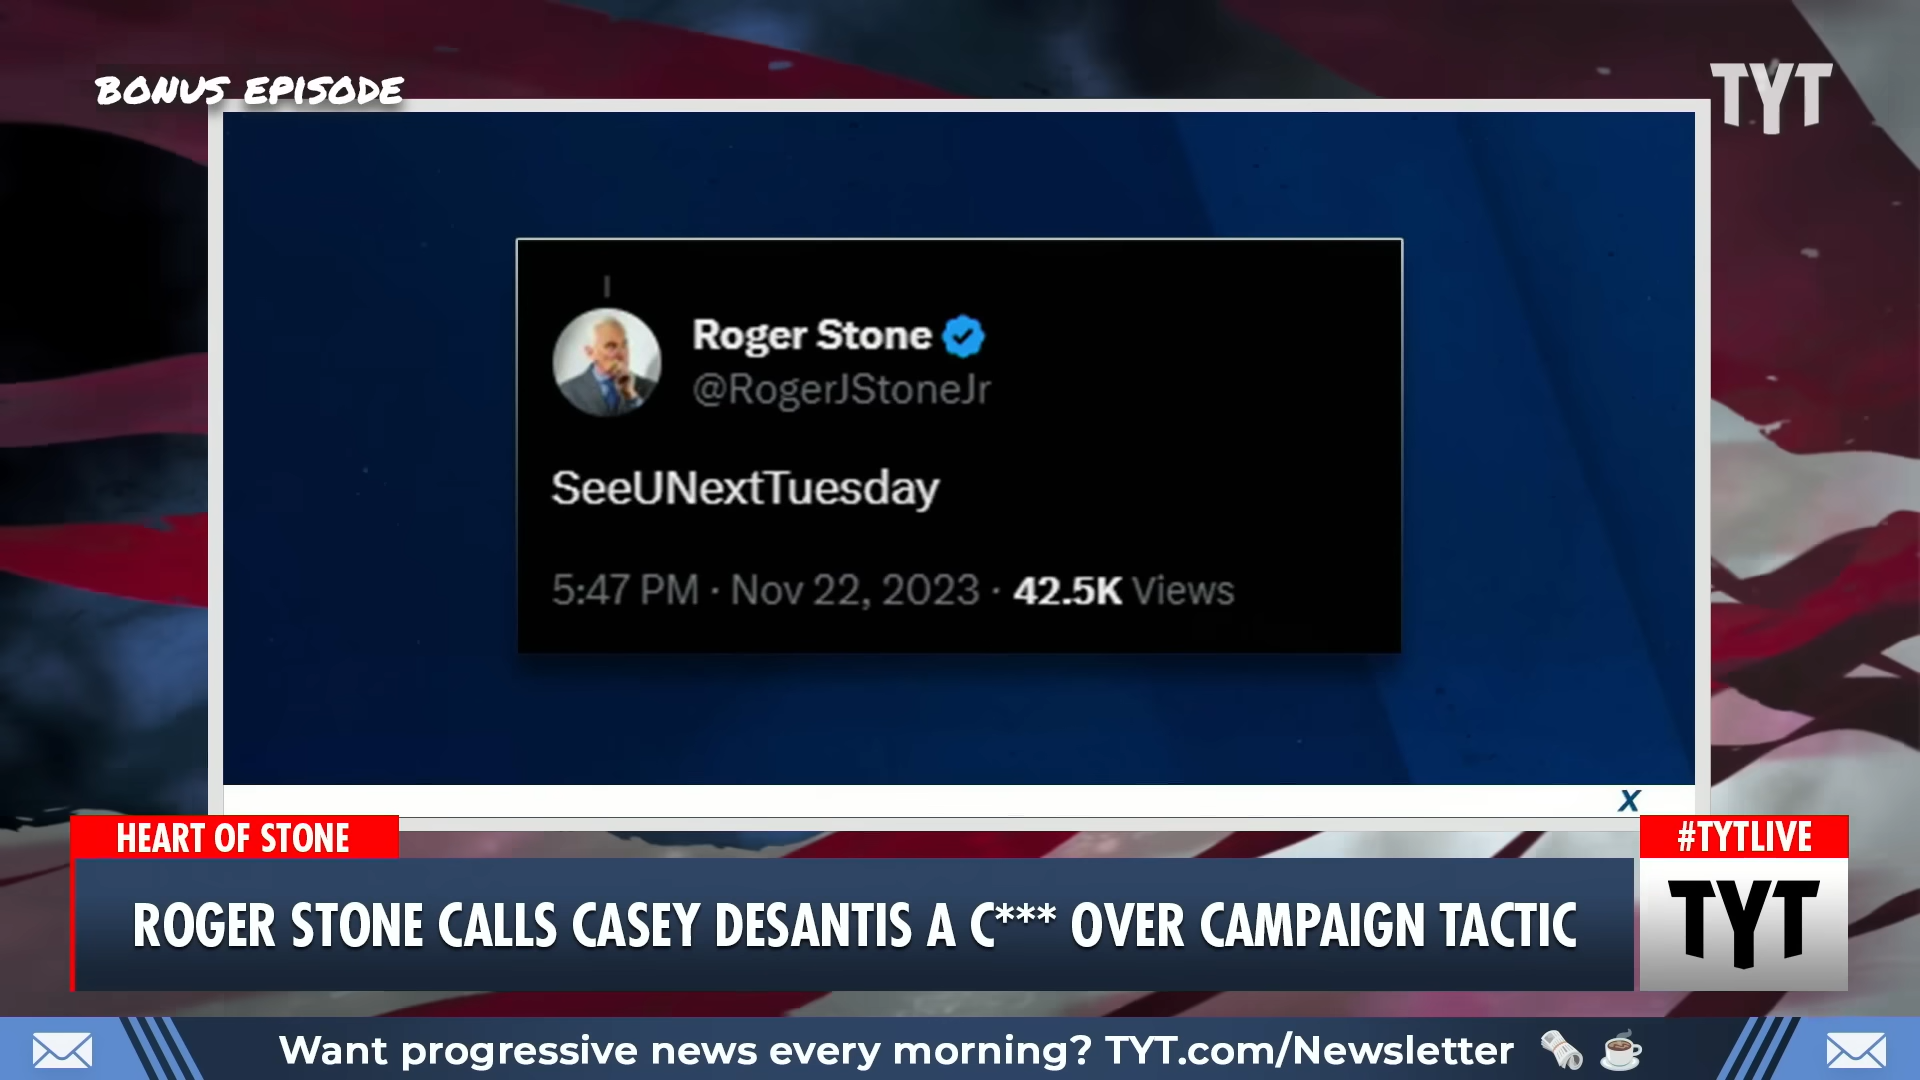 BONUS EPISODE
TYT
Roger Stone
@RogerJStoneJr
SeeUNextTuesday
5:47 PM · Nov 22, 2023 · 42.5K Views
X
HEART OF STONE
#TYTLIVE
ROGER STONE CALLS CASEY DESANTIS A C*** OVER CAMPAIGN TACTIC
TYT
Want progressive news every morning? TYT.com/Newsletter